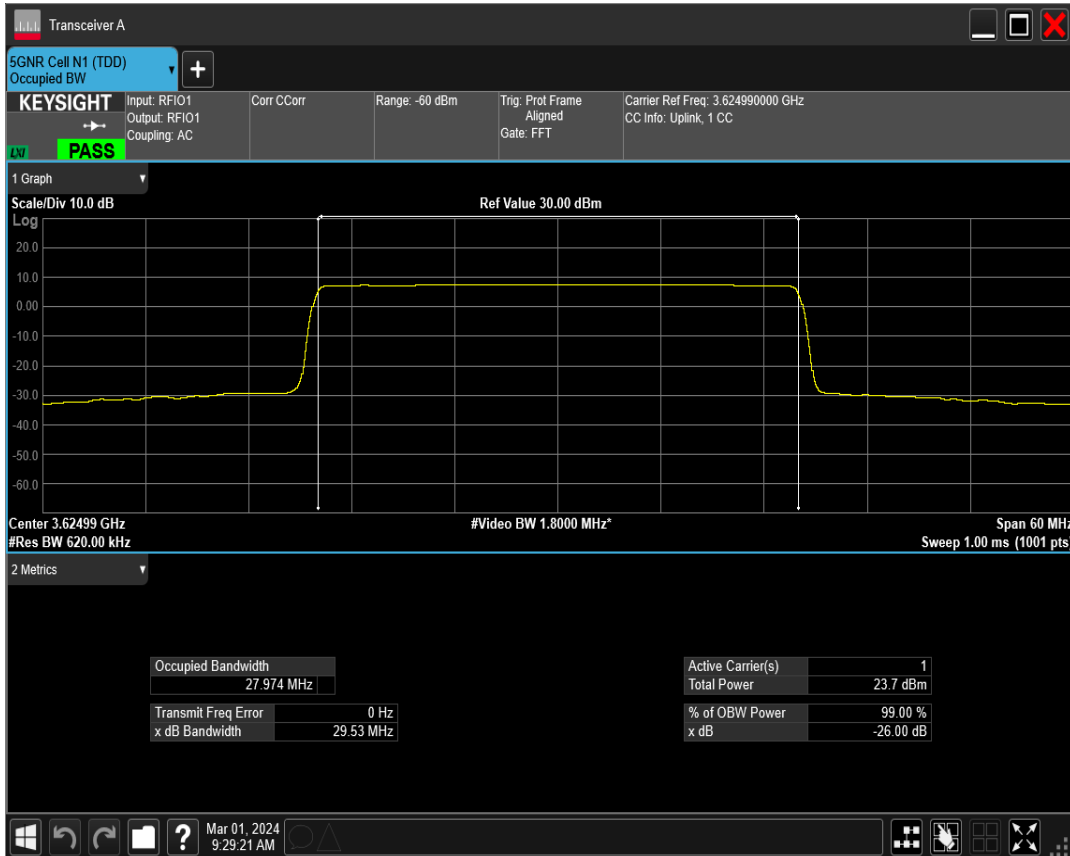 Transceiver A
5GNR Cell N1 (TDD)
Occupied BW
+
KEYSIGHT
LXI
PASS
Input: RFIO1
Output: RFIO1
Coupling: AC
Corr CCorr
Range: -60 dBm
Trig: Prot Frame
Aligned
Gate: FFT
Carrier Ref Freq: 3.624990000 GHz
CC Info: Uplink, 1 CC
1 Graph
Scale/Div 10.0 dB
Ref Value 30.00 dBm
Log
20.0
10.0
0.00
-10.0
-20.0
-30.0
-40.0
-50.0
-60.0
Center 3.62499 GHz
#Video BW 1.8000 MHz*
Span 60 MHz
#Res BW 620.00 kHz
Sweep 1.00 ms (1001 pts)
2 Metrics
Occupied Bandwidth
27.974 MHz
Transmit Freq Error 0 Hz
x dB Bandwidth 29.53 MHz
Active Carrier(s) 1
Total Power 23.7 dBm
% of OBW Power 99.00 %
x dB -26.00 dB
?
Mar 01, 2024
9:29:21 AM